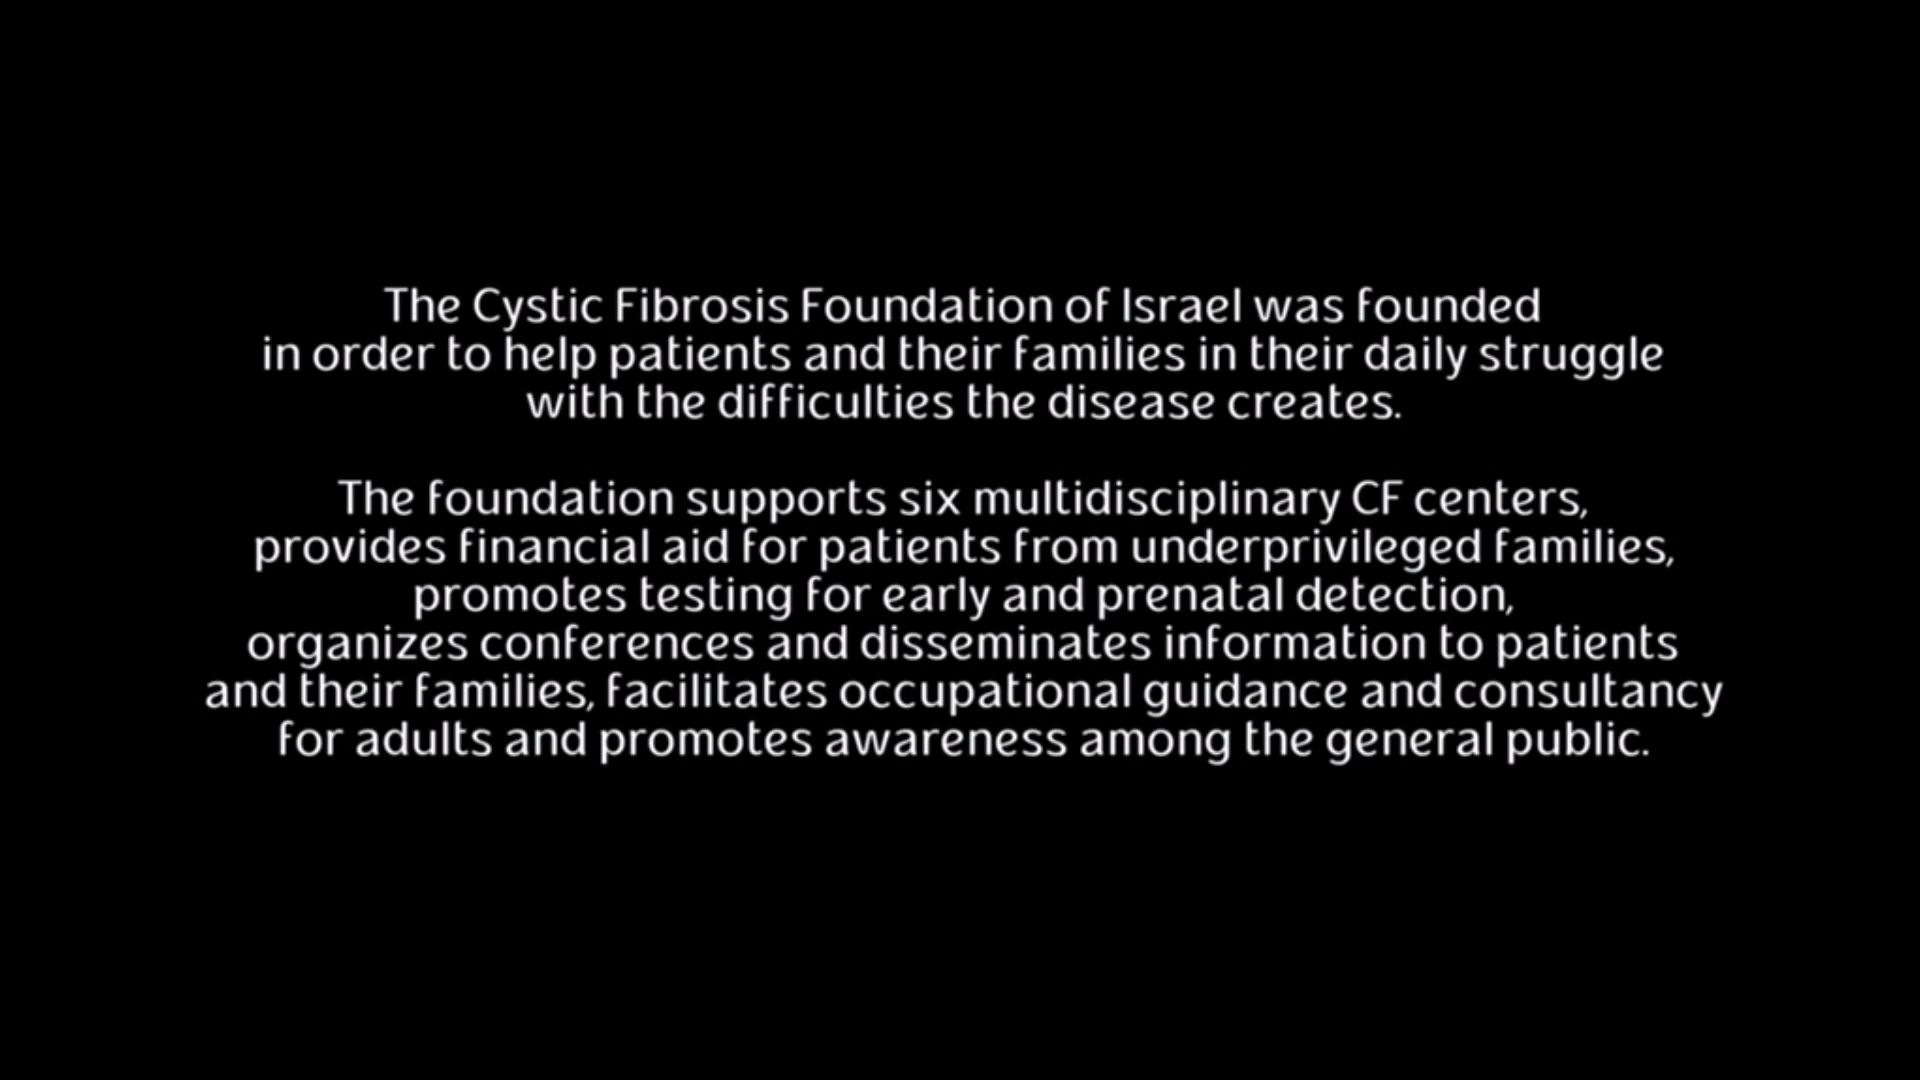 The Cystic Fibrosis Foundation of Israel was founded
in order to help patients and their families in their daily struggle
with the difficulties the disease creates.
The foundation supports six multidisciplinary CF centers,
provides financial aid for patients from underprivileged families,
promotes testing for early and prenatal detection,
organizes conferences and disseminates information to patients
and their families, facilitates occupational guidance and consultancy
for adults and promotes awareness among the general public.